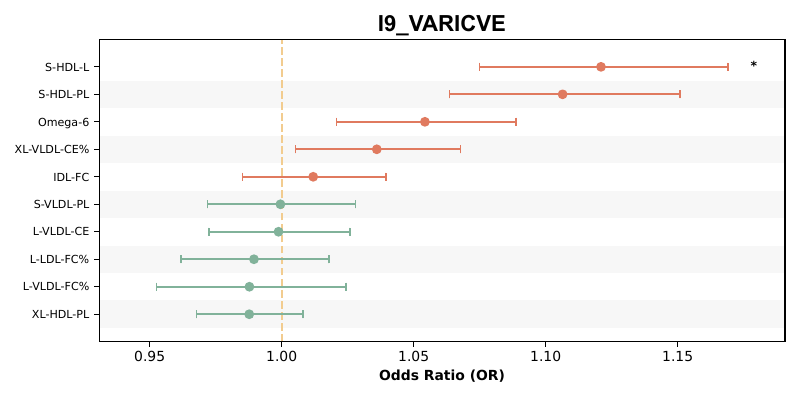 I9_VARICVE
S-HDL-L
*
S-HDL-PL
Omega-6
XL-VLDL-CE%
IDL-FC
S-VLDL-PL
L-VLDL-CE
L-LDL-FC%
L-VLDL-FC%
XL-HDL-PL
0.95 1.00 1.05 1.10 1.15
Odds Ratio (OR)